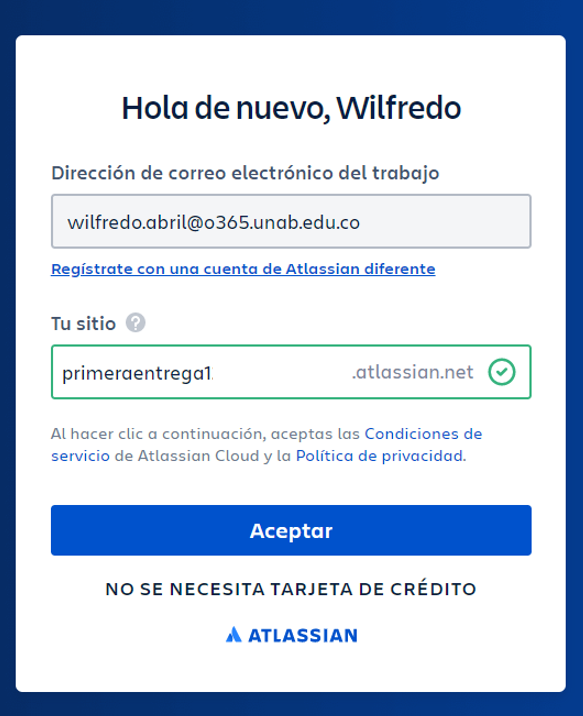 Hola de nuevo, Wilfredo
Dirección de correo electrónico del trabajo
wilfredo.abril@o365.unab.edu.co
Regístrate con una cuenta de Atlassian diferente
Tu sitio ?
primeraentrega1 .atlassian.net
Al hacer clic a continuación, aceptas las Condiciones de
servicio de Atlassian Cloud y la Política de privacidad.
Aceptar
NO SE NECESITA TARJETA DE CRÉDITO
ATLASSIAN